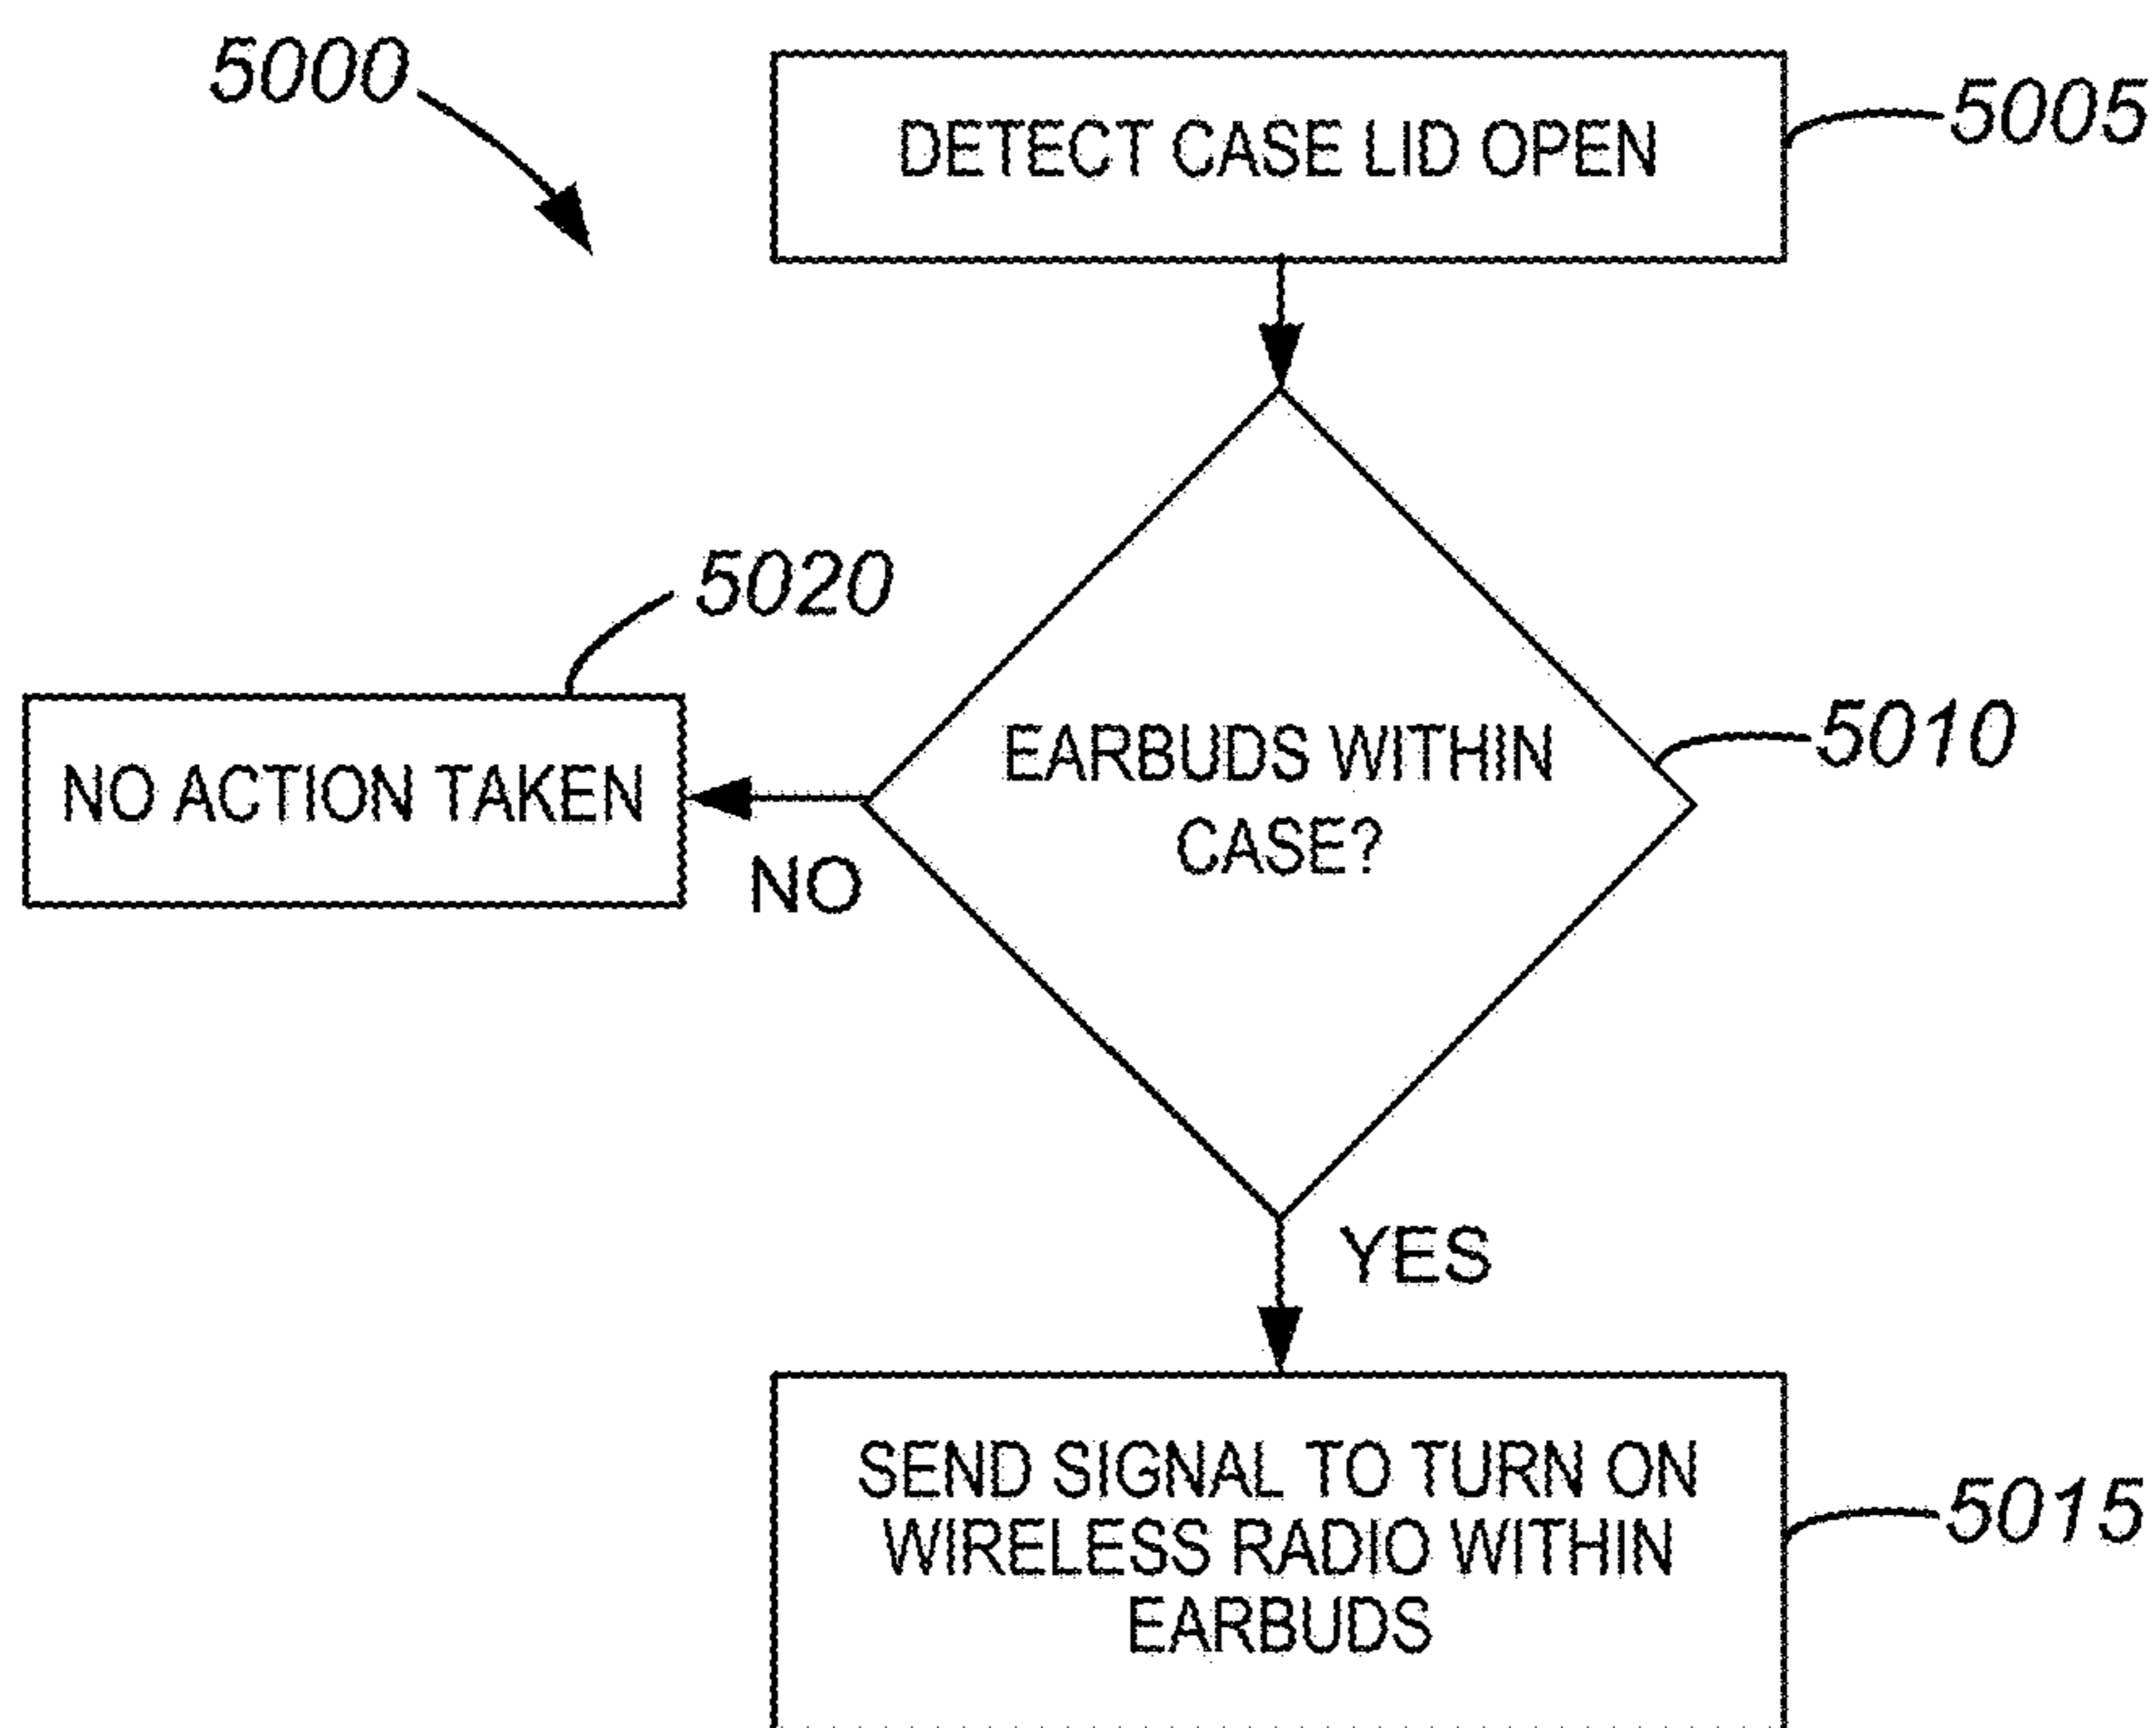 5000
DETECT CASE LID OPEN
5005
5020
EARBUDS WITHIN
CASE?
5010
NO ACTION TAKEN
NO
YES
SEND SIGNAL TO TURN ON
WIRELESS RADIO WITHIN
EARBUDS
5015